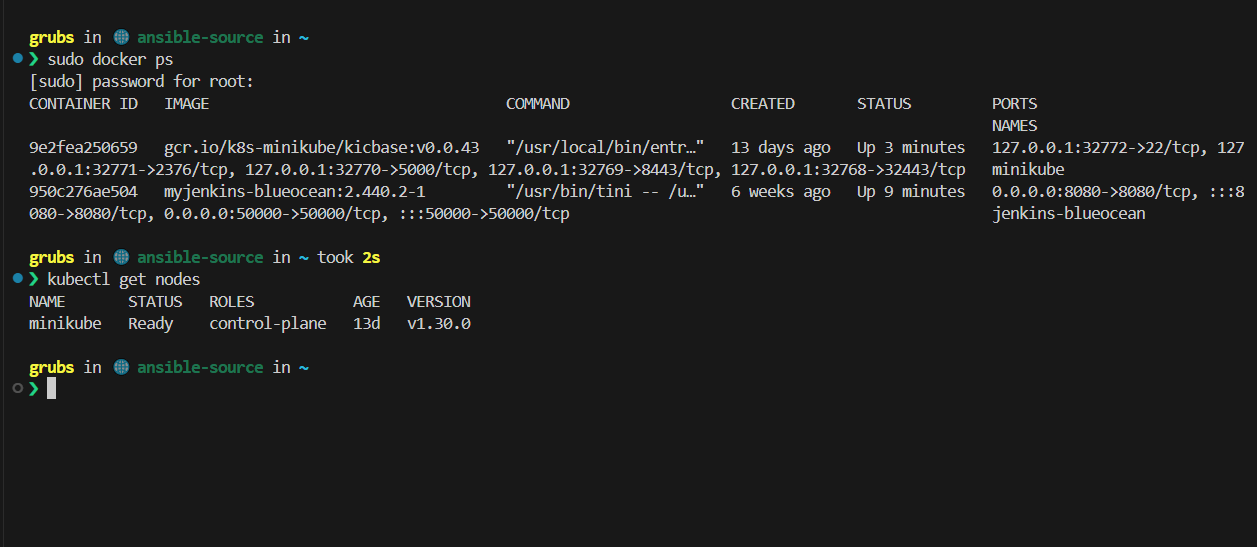 grubs in 🌐 ansible-source in ~
❯ sudo docker ps
[sudo] password for root:
CONTAINER ID   IMAGE                                 COMMAND                  CREATED       STATUS         PORTS
                                                                                                           NAMES
9e2fea250659   gcr.io/k8s-minikube/kicbase:v0.0.43   "/usr/local/bin/entr…"   13 days ago   Up 3 minutes   127.0.0.1:32772->22/tcp, 127
.0.0.1:32771->2376/tcp, 127.0.0.1:32770->5000/tcp, 127.0.0.1:32769->8443/tcp, 127.0.0.1:32768->32443/tcp   minikube
950c276ae504   myjenkins-blueocean:2.440.2-1         "/usr/bin/tini -- /u…"   6 weeks ago   Up 9 minutes   0.0.0.0:8080->8080/tcp, :::8
080->8080/tcp, 0.0.0.0:50000->50000/tcp, :::50000->50000/tcp                                               jenkins-blueocean
grubs in 🌐 ansible-source in ~ took 2s
❯ kubectl get nodes
NAME       STATUS   ROLES           AGE   VERSION
minikube   Ready    control-plane   13d   v1.30.0
grubs in 🌐 ansible-source in ~
❯